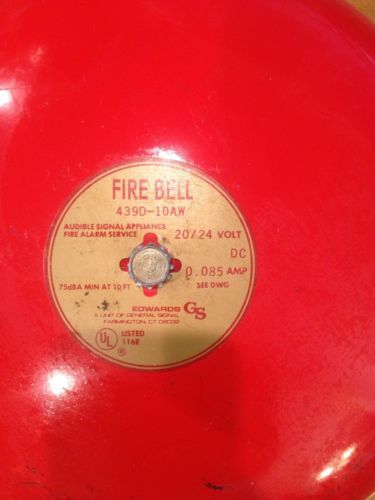 FIRE BELL
439D-10AW
AUDIBLE SIGNAL APPLIANCE
FIRE ALARM SERVICE
20/24 VOLT
DC
0.085 AMP
75dBA MIN AT 10 FT
SEE DWG
EDWARDS GS
A UNIT OF GENERAL SIGNAL
FARMINGTON, CT 06032
UL LISTED
116E
®